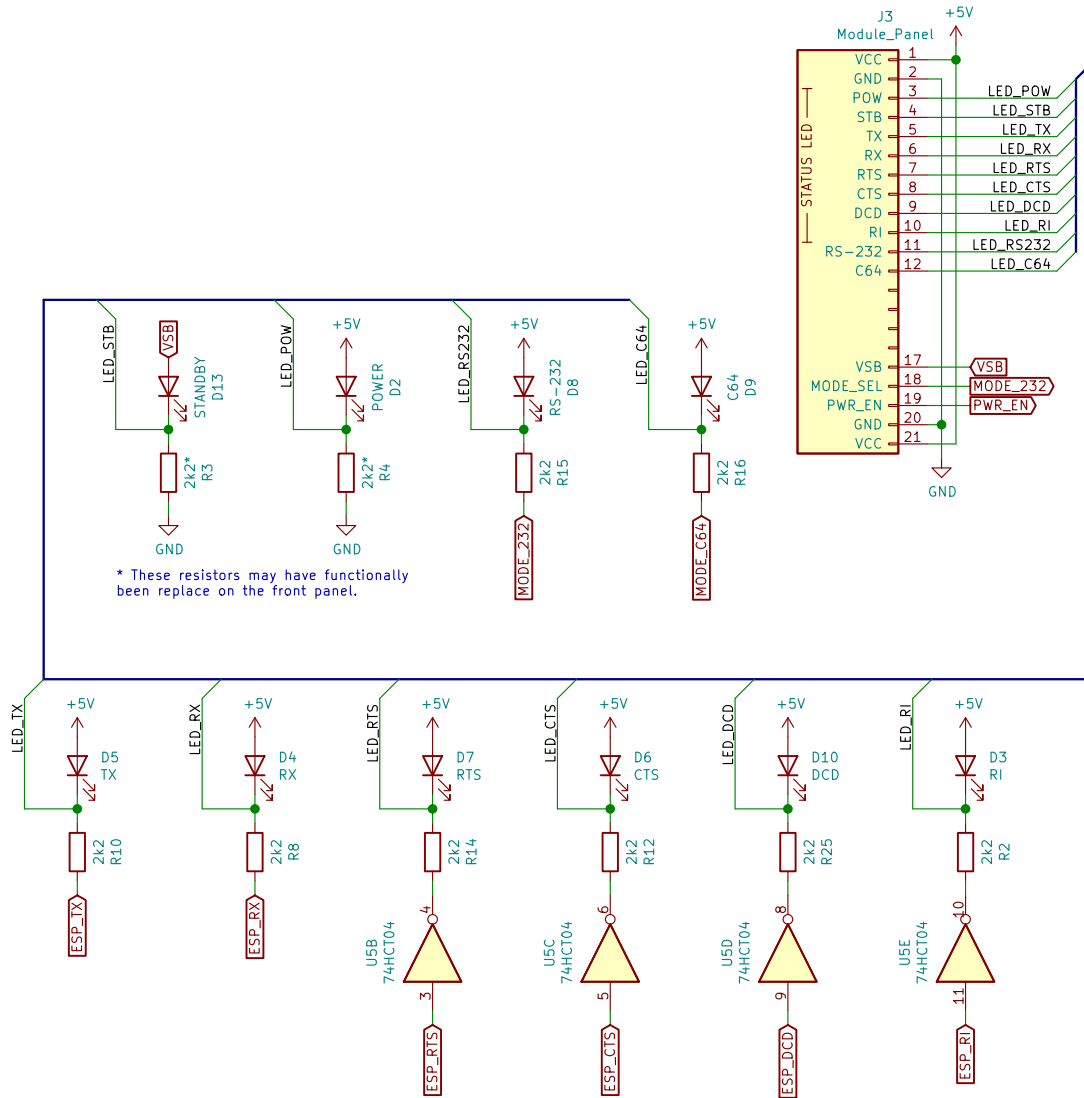 J3
Module_Panel
+5V
VCC 1
GND 2
POW 3 LED_POW
STB 4 LED_STB
TX 5 LED_TX
RX 6 LED_RX
RTS 7 LED_RTS
CTS 8 LED_CTS
DCD 9 LED_DCD
RI 10 LED_RI
RS-232 11 LED_RS232
C64 12 LED_C64
STATUS LED
VSB 17 VSB
MODE_SEL 18 MODE_232
PWR_EN 19 PWR_EN
GND 20
VCC 21
GND
LED_STB
VSB
STANDBY
D13
2k2*
R3
GND
LED_POW
+5V
POWER
D2
2k2*
R4
GND
LED_RS232
+5V
RS-232
D8
2k2
R15
MODE_232
LED_C64
+5V
C64
D9
2k2
R16
MODE_C64
* These resistors may have functionally
been replace on the front panel.
LED_TX
+5V
D5
TX
2k2
R10
ESP_TX
LED_RX
+5V
D4
RX
2k2
R8
ESP_RX
LED_RTS
+5V
D7
RTS
2k2
R14
4
U5B
74HCT04
3
ESP_RTS
LED_CTS
+5V
D6
CTS
2k2
R12
6
U5C
74HCT04
5
ESP_CTS
LED_DCD
+5V
D10
DCD
2k2
R25
8
U5D
74HCT04
9
ESP_DCD
LED_RI
+5V
D3
RI
2k2
R2
10
U5E
74HCT04
11
ESP_RI